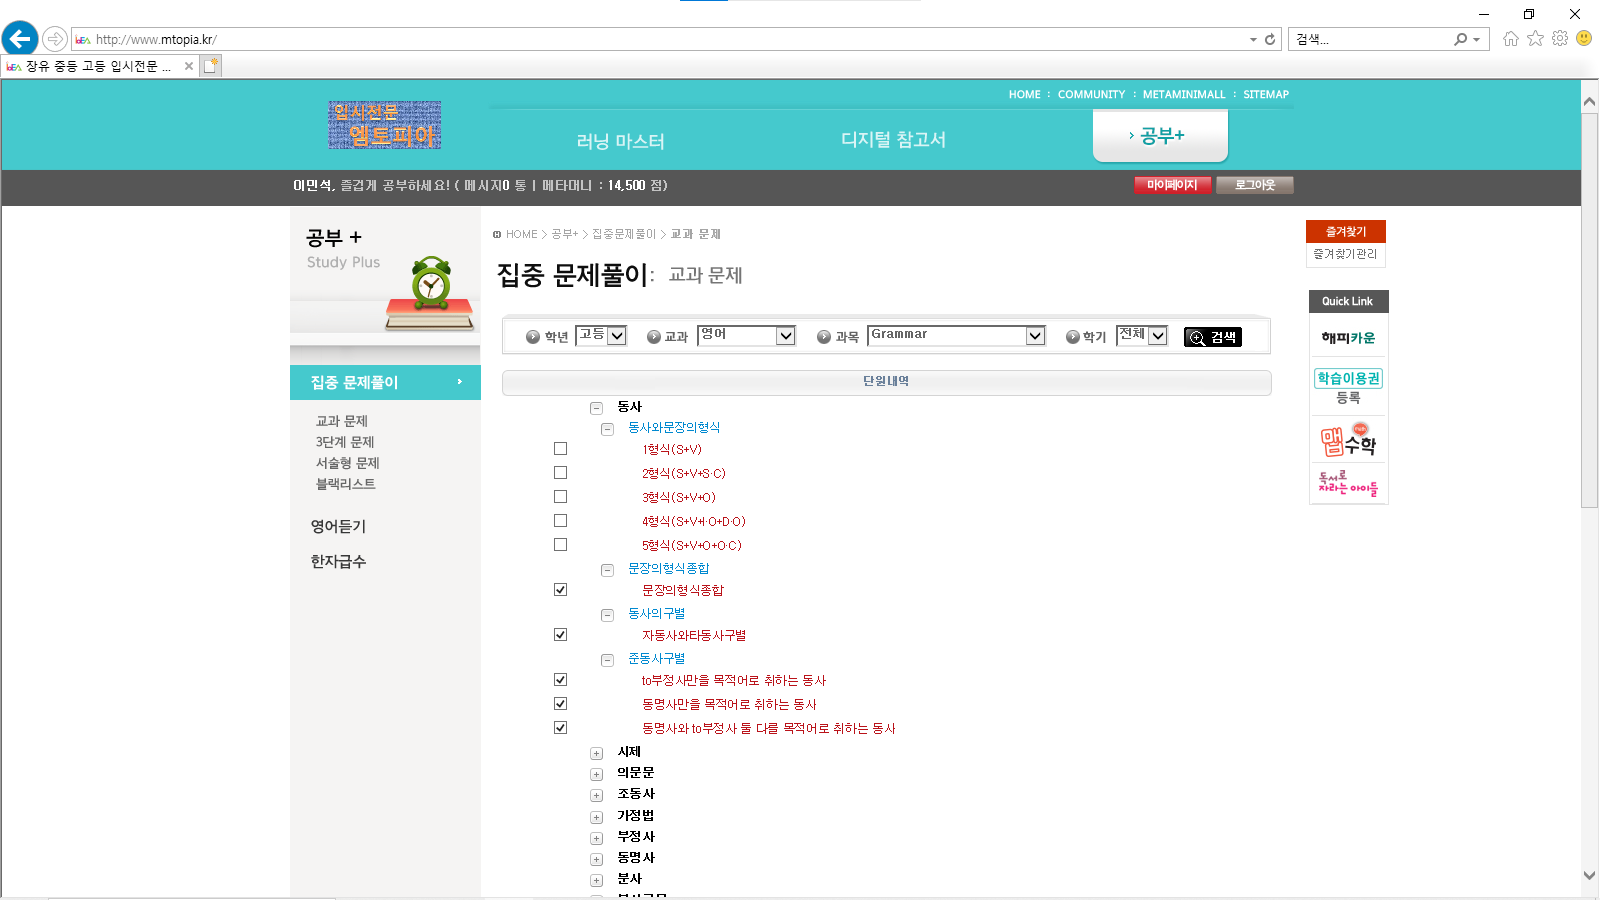 http://www.mtopia.kr/
검색...
장유 중등 고등 입시전문 ...
HOME : COMMUNITY : METAMINIMALL : SITEMAP
입시전문
엠토피아
러닝 마스터
디지털 참고서
공부+
이민석, 즐겁게 공부하세요! ( 메시지0 통 | 메타머니 : 14,500 점)
마이페이지
로그아웃
공부 +
Study Plus
집중 문제풀이
교과 문제
3단계 문제
서술형 문제
블랙리스트
영어듣기
한자급수
HOME > 공부+ > 집중문제풀이 > 교과 문제
집중 문제풀이: 교과 문제
학년 고등 교과 영어 과목 Grammar 학기 전체 검색
단원내역
동사
동사와문장의형식
1형식(S+V)
2형식(S+V+S·C)
3형식(S+V+O)
4형식(S+V+I·O+D·O)
5형식(S+V+O+O·C)
문장의형식종합
문장의형식종합
동사의구별
자동사와타동사구별
준동사구별
to부정사만을 목적어로 취하는 동사
동명사만을 목적어로 취하는 동사
동명사와 to부정사 둘 다를 목적어로 취하는 동사
시제
의문문
조동사
가정법
부정사
동명사
분사
즐겨찾기
즐겨찾기관리
Quick Link
해피카운
학습이용권
등록
맵수학
독서로
자라는 아이들